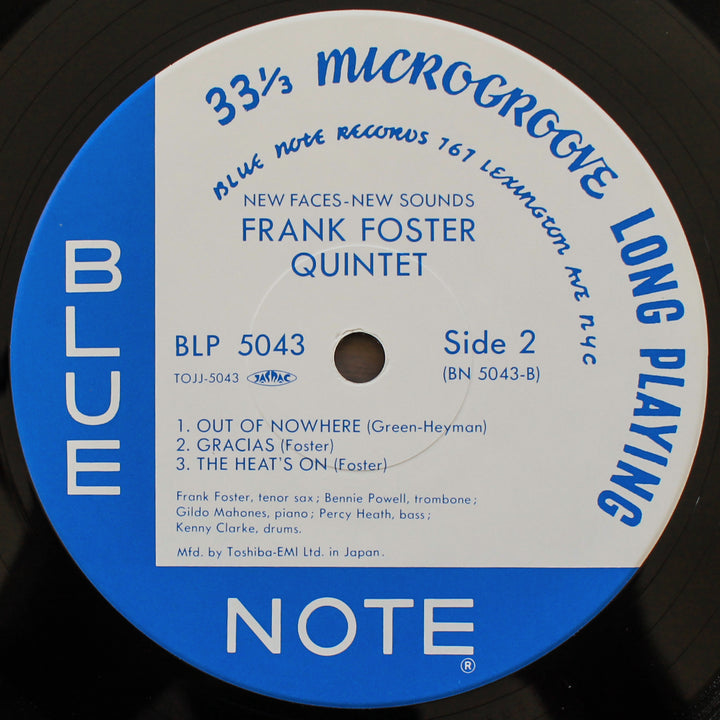 33⅓ MICROGROOVE LONG PLAYING
BLUE NOTE RECORDS 767 LEXINGTON AVE NYC
NEW FACES-NEW SOUNDS
FRANK FOSTER
QUINTET
BLP 5043
Side 2
TOJJ-5043 JASRAC
(BN 5043-B)
1. OUT OF NOWHERE (Green-Heyman)
2. GRACIAS (Foster)
3. THE HEAT'S ON (Foster)
Frank Foster, tenor sax; Bennie Powell, trombone;
Gildo Mahones, piano; Percy Heath, bass;
Kenny Clarke, drums.
Mfd. by Toshiba-EMI Ltd. in Japan.
BLUE
NOTE ®